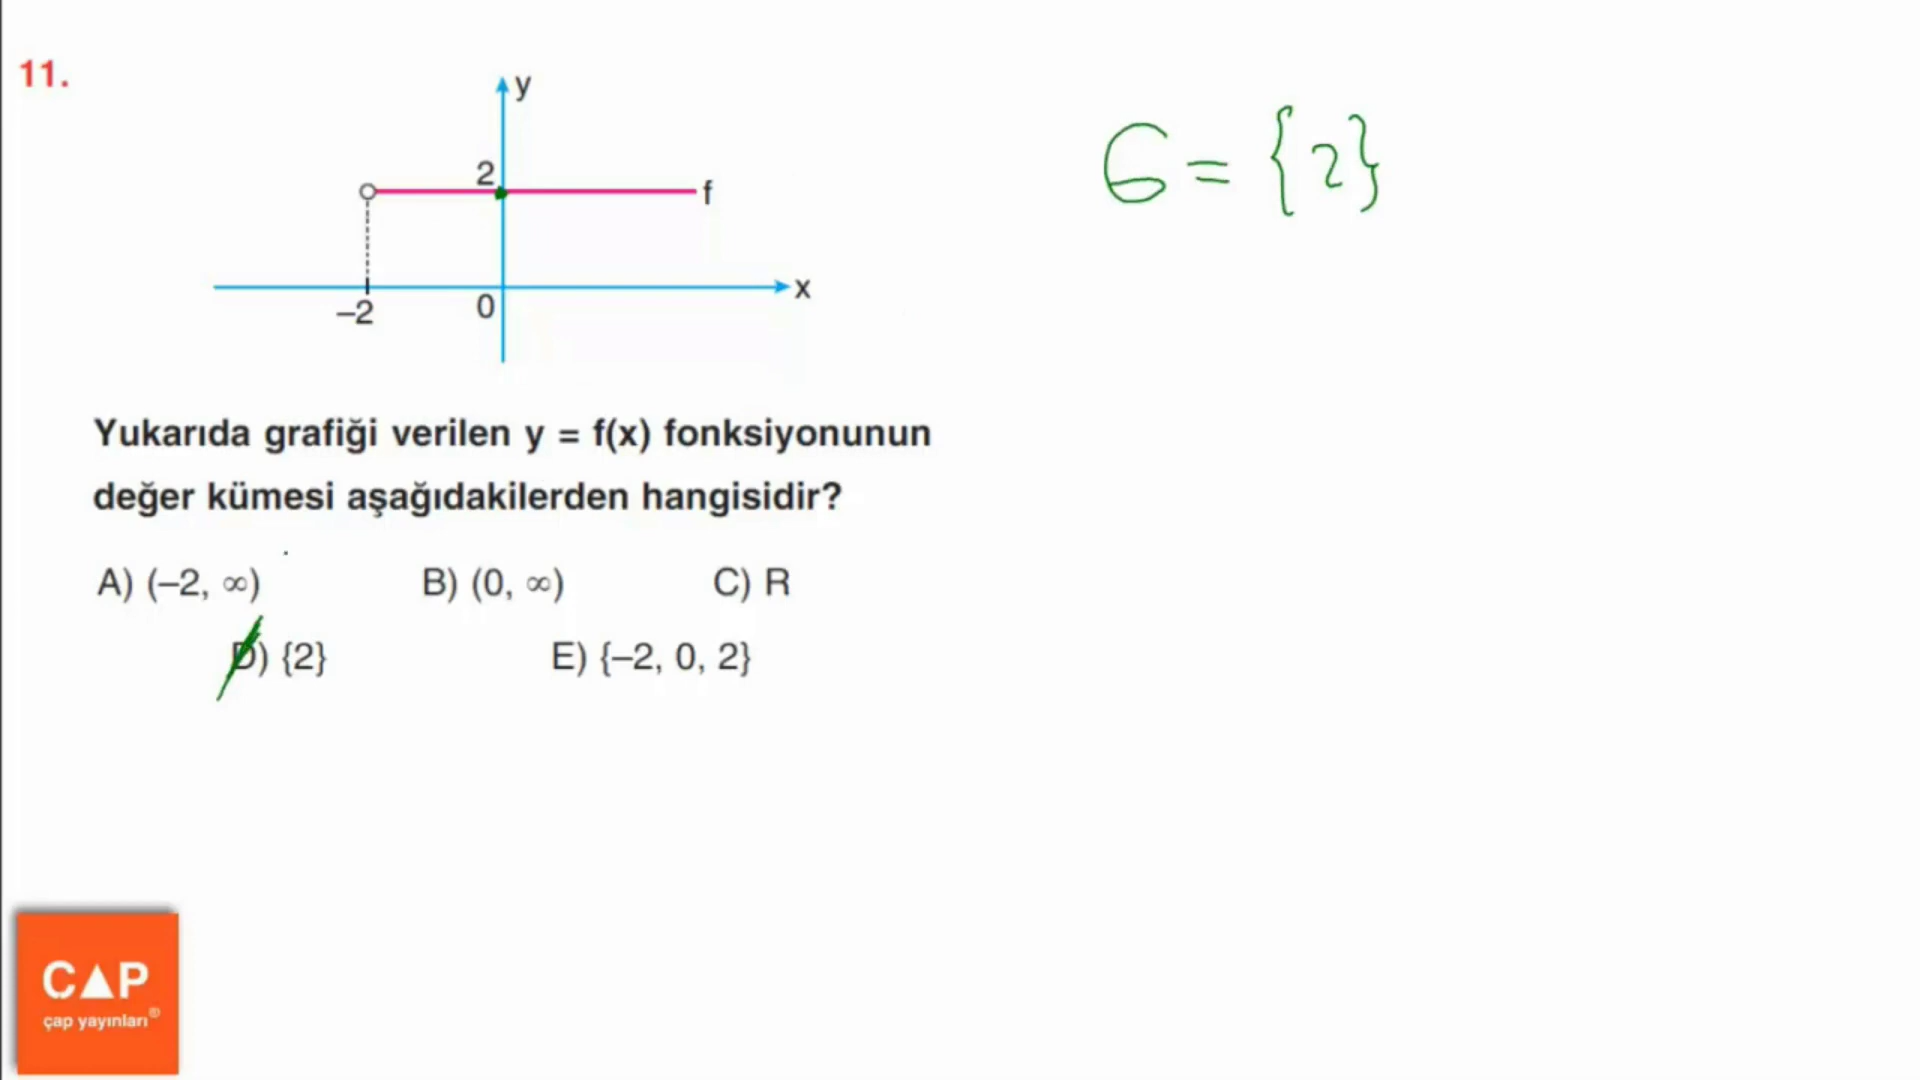 11.
y
2
f
x
–2
0
G = {2}
Yukarıda grafiği verilen y = f(x) fonksiyonunun
değer kümesi aşağıdakilerden hangisidir?
A) (–2, ∞) B) (0, ∞) C) R
D) {2} E) {–2, 0, 2}
ÇAP
çap yayınları®